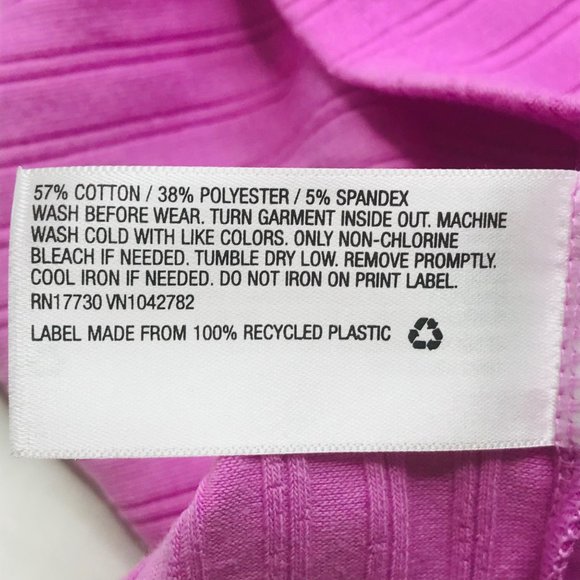 57% COTTON / 38% POLYESTER / 5% SPANDEX
WASH BEFORE WEAR. TURN GARMENT INSIDE OUT. MACHINE
WASH COLD WITH LIKE COLORS. ONLY NON-CHLORINE
BLEACH IF NEEDED. TUMBLE DRY LOW. REMOVE PROMPTLY.
COOL IRON IF NEEDED. DO NOT IRON ON PRINT LABEL.
RN17730 VN1042782
LABEL MADE FROM 100% RECYCLED PLASTIC